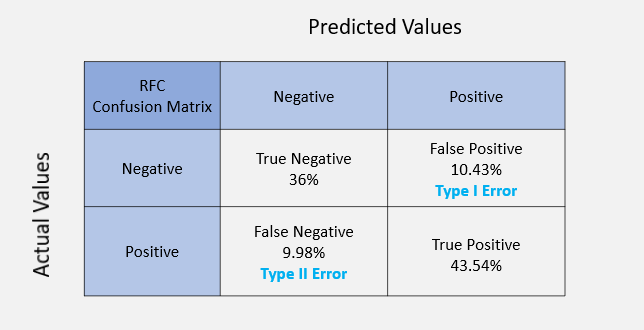 Predicted Values
RFC
Confusion Matrix
Negative
Positive
Actual Values
Negative
True Negative
36%
False Positive
10.43%
Type I Error
Positive
False Negative
9.98%
Type II Error
True Positive
43.54%